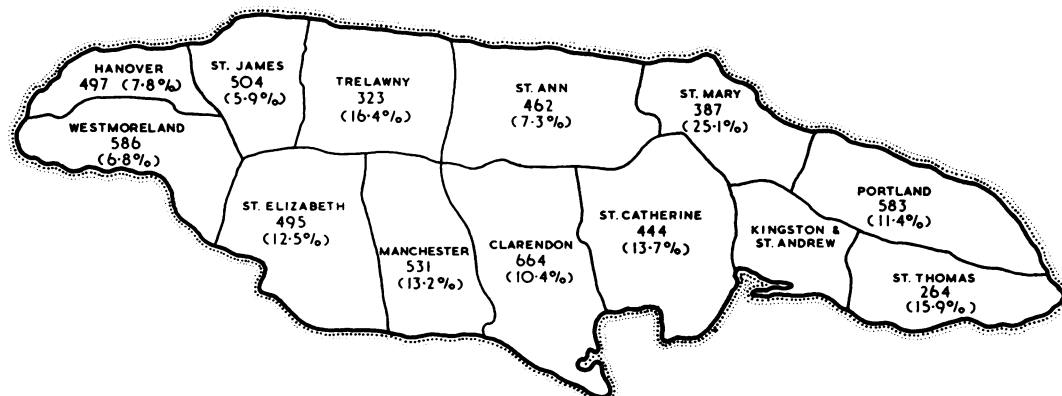 HANOVER
497 (7·8%)
ST. JAMES
504
(5·9%)
TRELAWNY
323
(16·4%)
ST. ANN
462
(7·3%)
ST. MARY
387
(25·1%)
WESTMORELAND
586
(6·8%)
PORTLAND
583
(11·4%)
ST. ELIZABETH
495
(12·5%)
MANCHESTER
531
(13·2%)
CLARENDON
664
(10·4%)
ST. CATHERINE
444
(13·7%)
KINGSTON &
ST. ANDREW
ST. THOMAS
264
(15·9%)